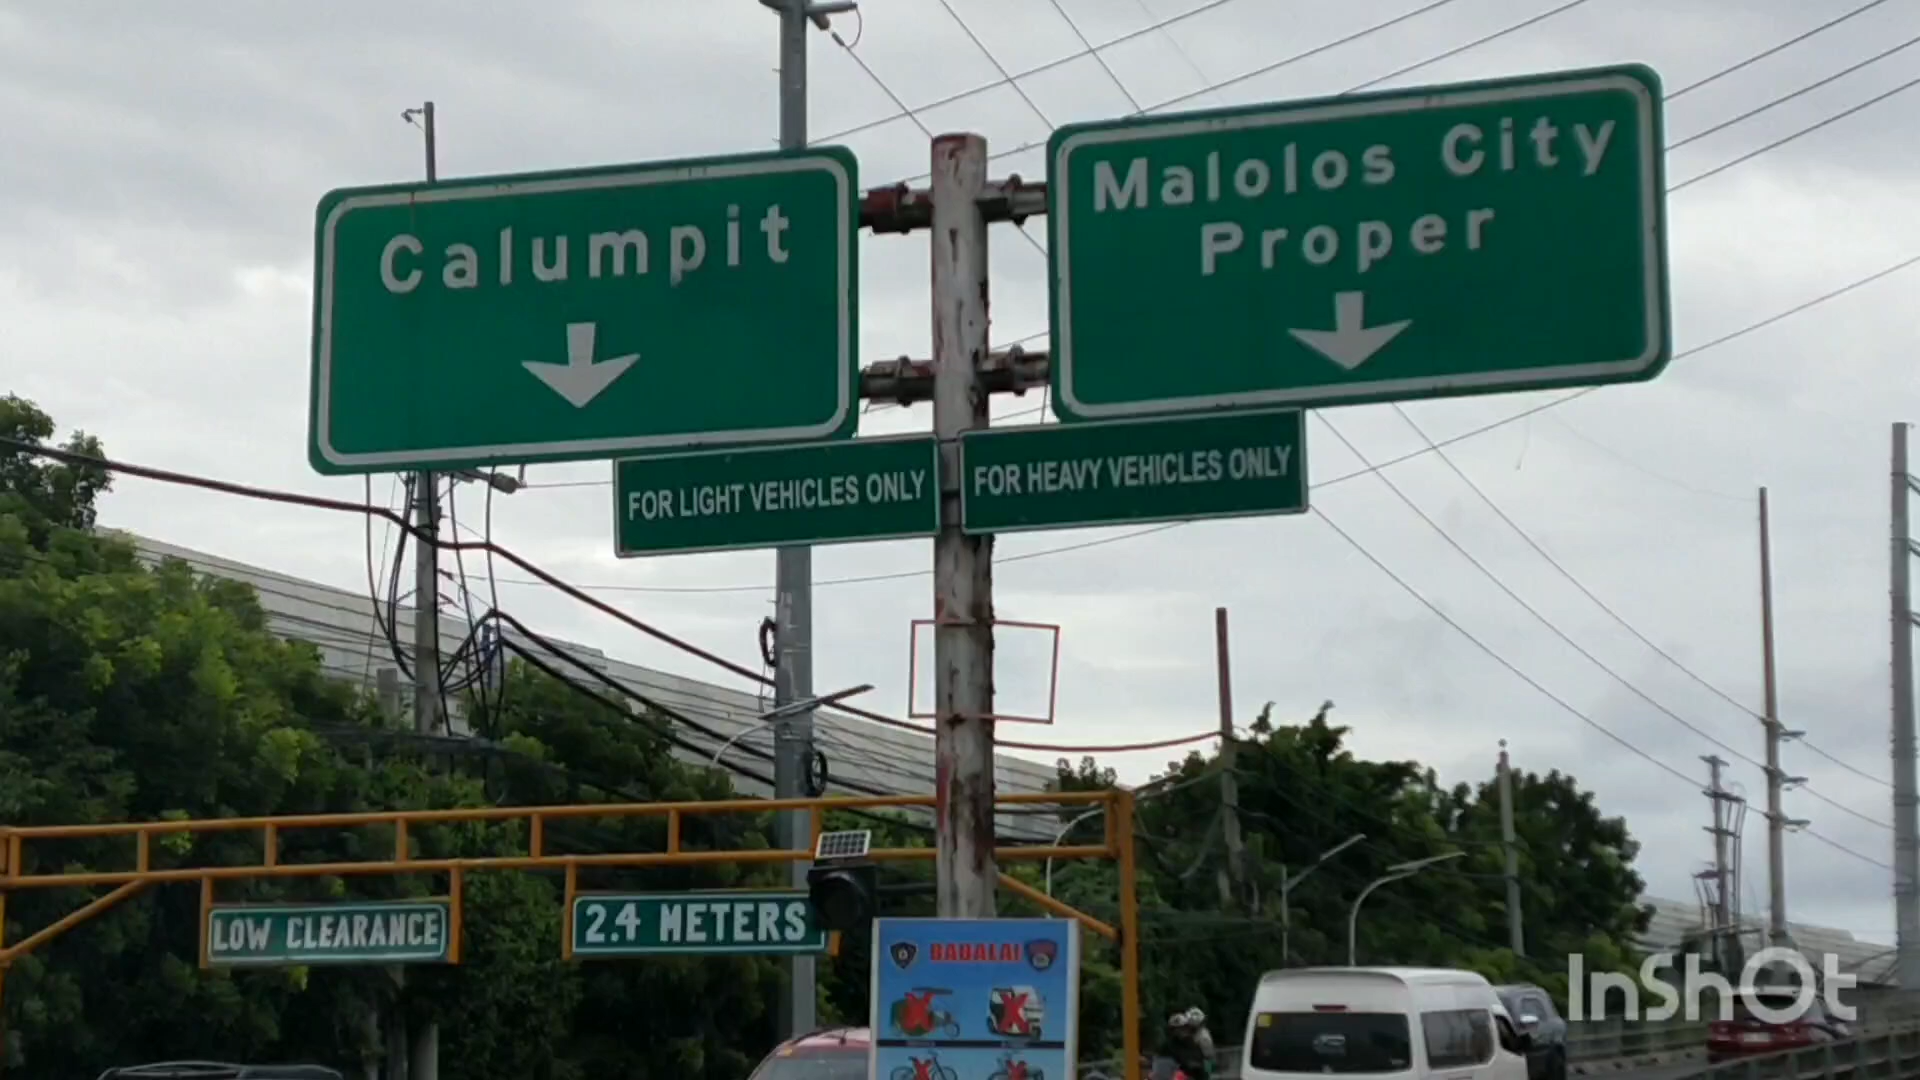 Calumpit
Malolos City
Proper
FOR LIGHT VEHICLES ONLY
FOR HEAVY VEHICLES ONLY
LOW CLEARANCE
2.4 METERS
BABALA!
InShOt